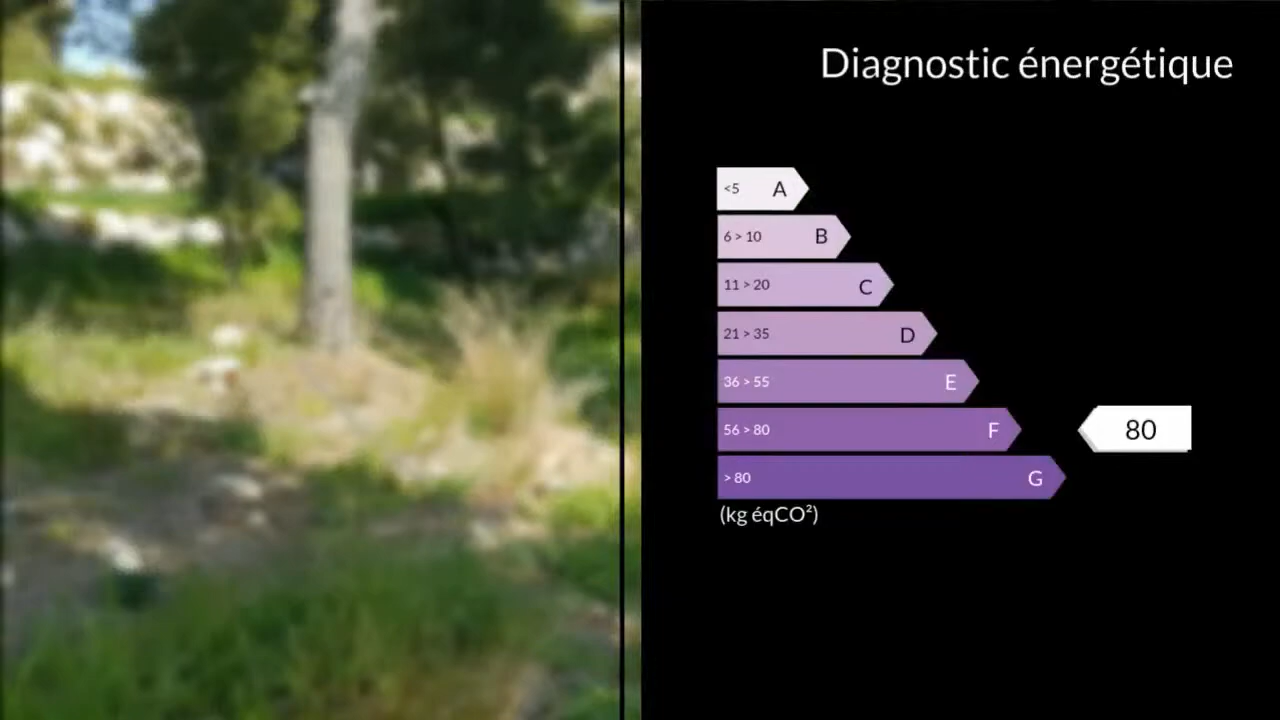 Diagnostic énergétique
<5 A
6 > 10 B
11 > 20 C
21 > 35 D
36 > 55 E
56 > 80 F
80
> 80 G
(kg éqCO²)